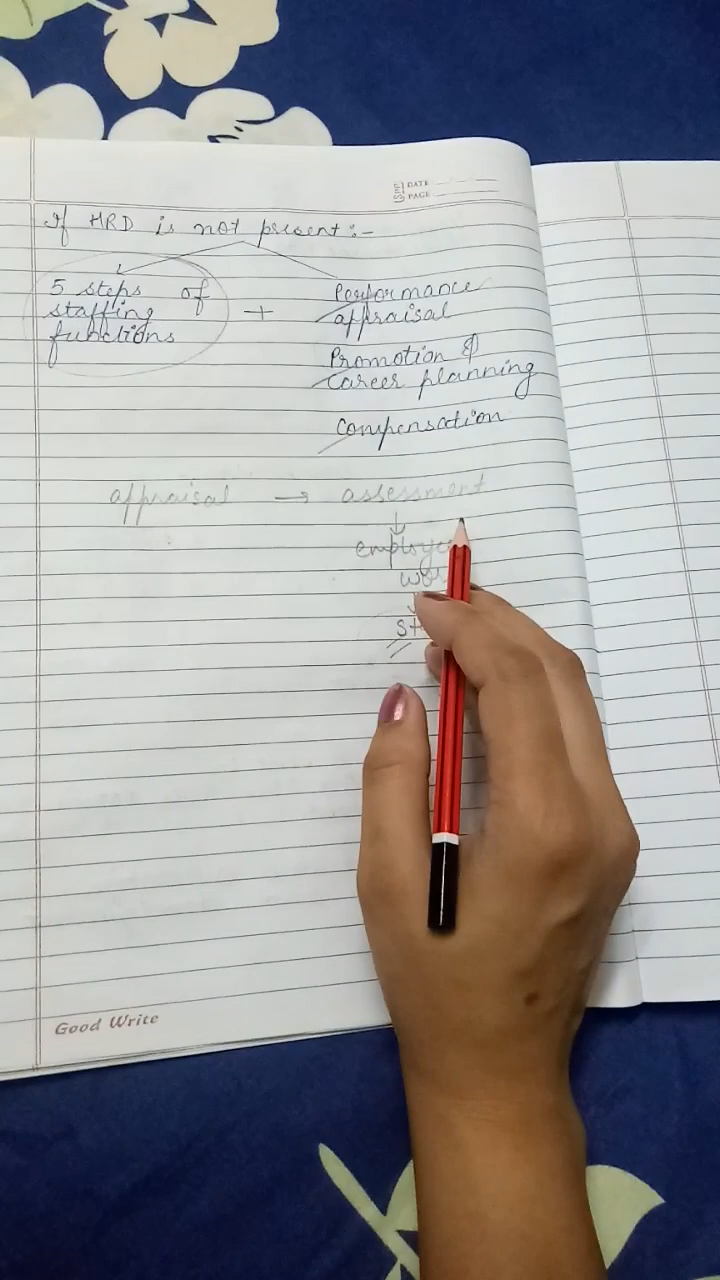 DATE
PAGE
If HRD is not present :-
5 steps of
staffing
functions
+
Performance
appraisal
Promotion &
career planning
compensation
appraisal → assessment
↓
Good Write